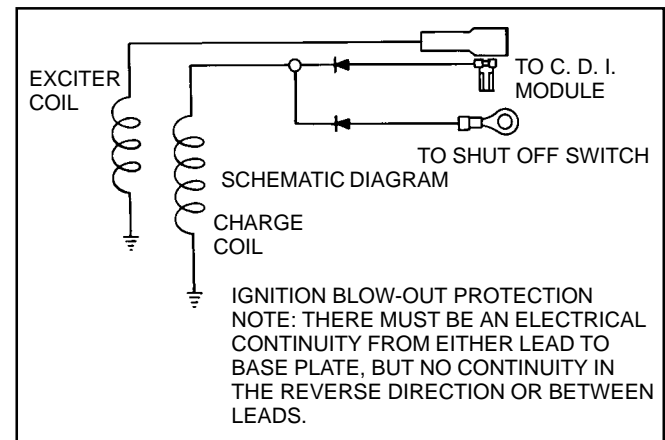 EXCITER
COIL
TO C. D. I.
MODULE
TO SHUT OFF SWITCH
SCHEMATIC DIAGRAM
CHARGE
COIL
IGNITION BLOW-OUT PROTECTION
NOTE: THERE MUST BE AN ELECTRICAL
CONTINUITY FROM EITHER LEAD TO
BASE PLATE, BUT NO CONTINUITY IN
THE REVERSE DIRECTION OR BETWEEN
LEADS.